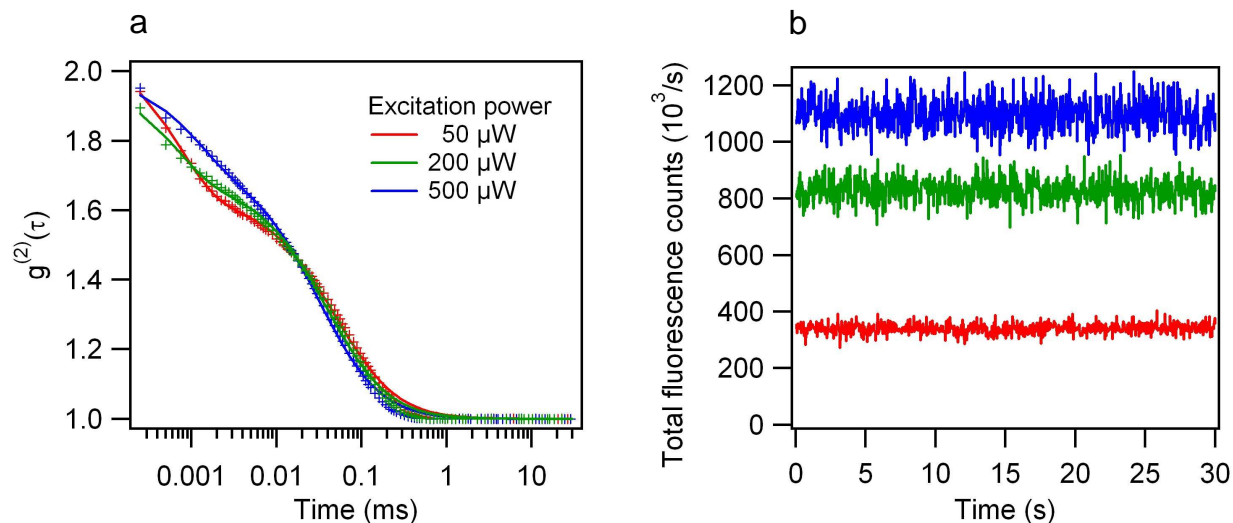 a
2.0
1.8
1.6
1.4
1.2
1.0
g(2)(τ)
Excitation power
50 μW
200 μW
500 μW
0.001 0.01 0.1 1 10
Time (ms)
b
1200
1000
800
600
400
200
0
Total fluorescence counts (10³/s)
0 5 10 15 20 25 30
Time (s)